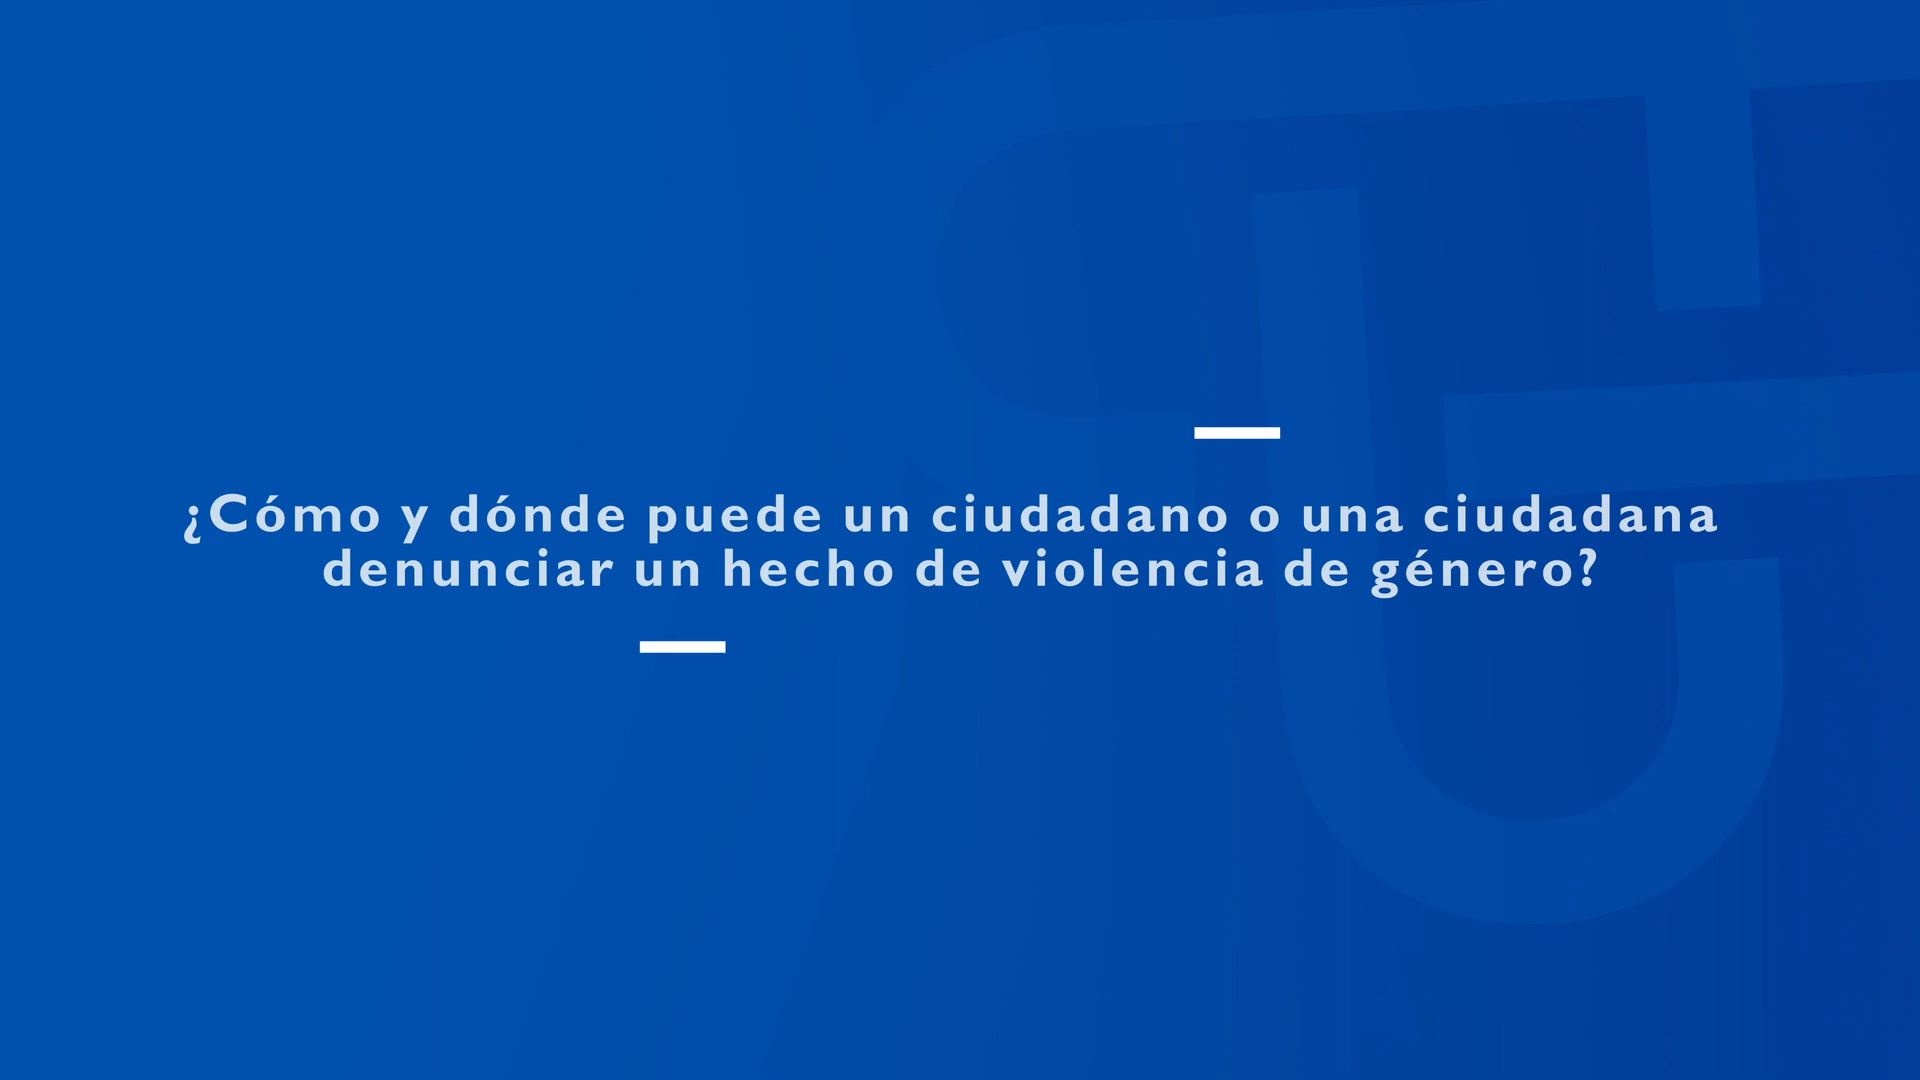 ¿Cómo y dónde puede un ciudadano o una ciudadana
denunciar un hecho de violencia de género?